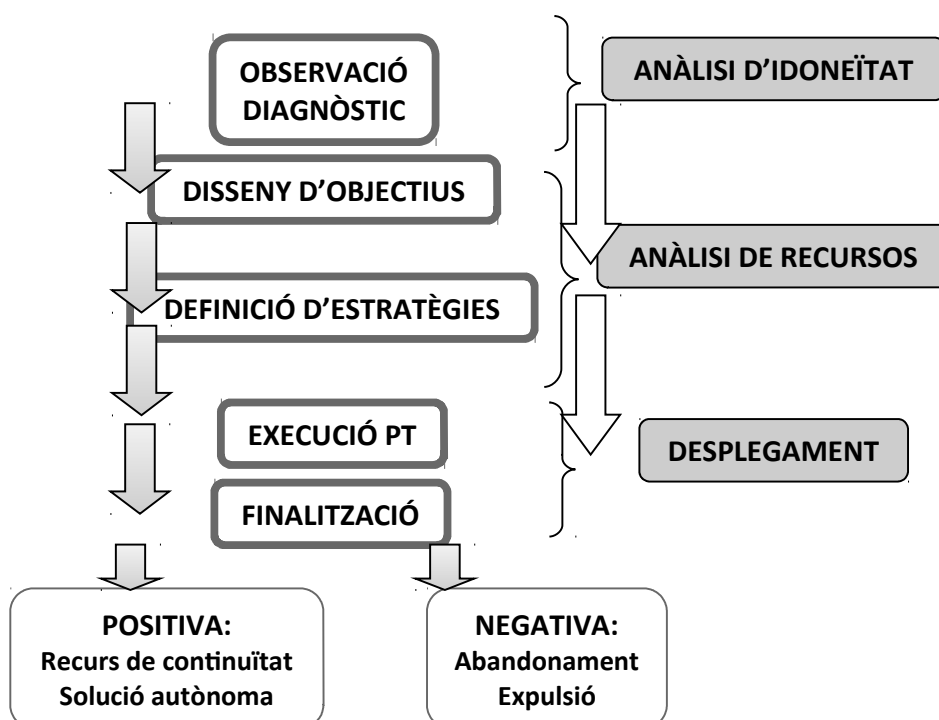 OBSERVACIÓ
DIAGNÒSTIC
ANÀLISI D'IDONEÏTAT
DISSENY D’OBJECTIUS
ANÀLISI DE RECURSOS
DEFINICIÓ D’ESTRATÈGIES
EXECUCIÓ PT
DESPLEGAMENT
FINALITZACIÓ
POSITIVA:
Recurs de continuïtat
Solució autònoma
NEGATIVA:
Abandonament
Expulsió